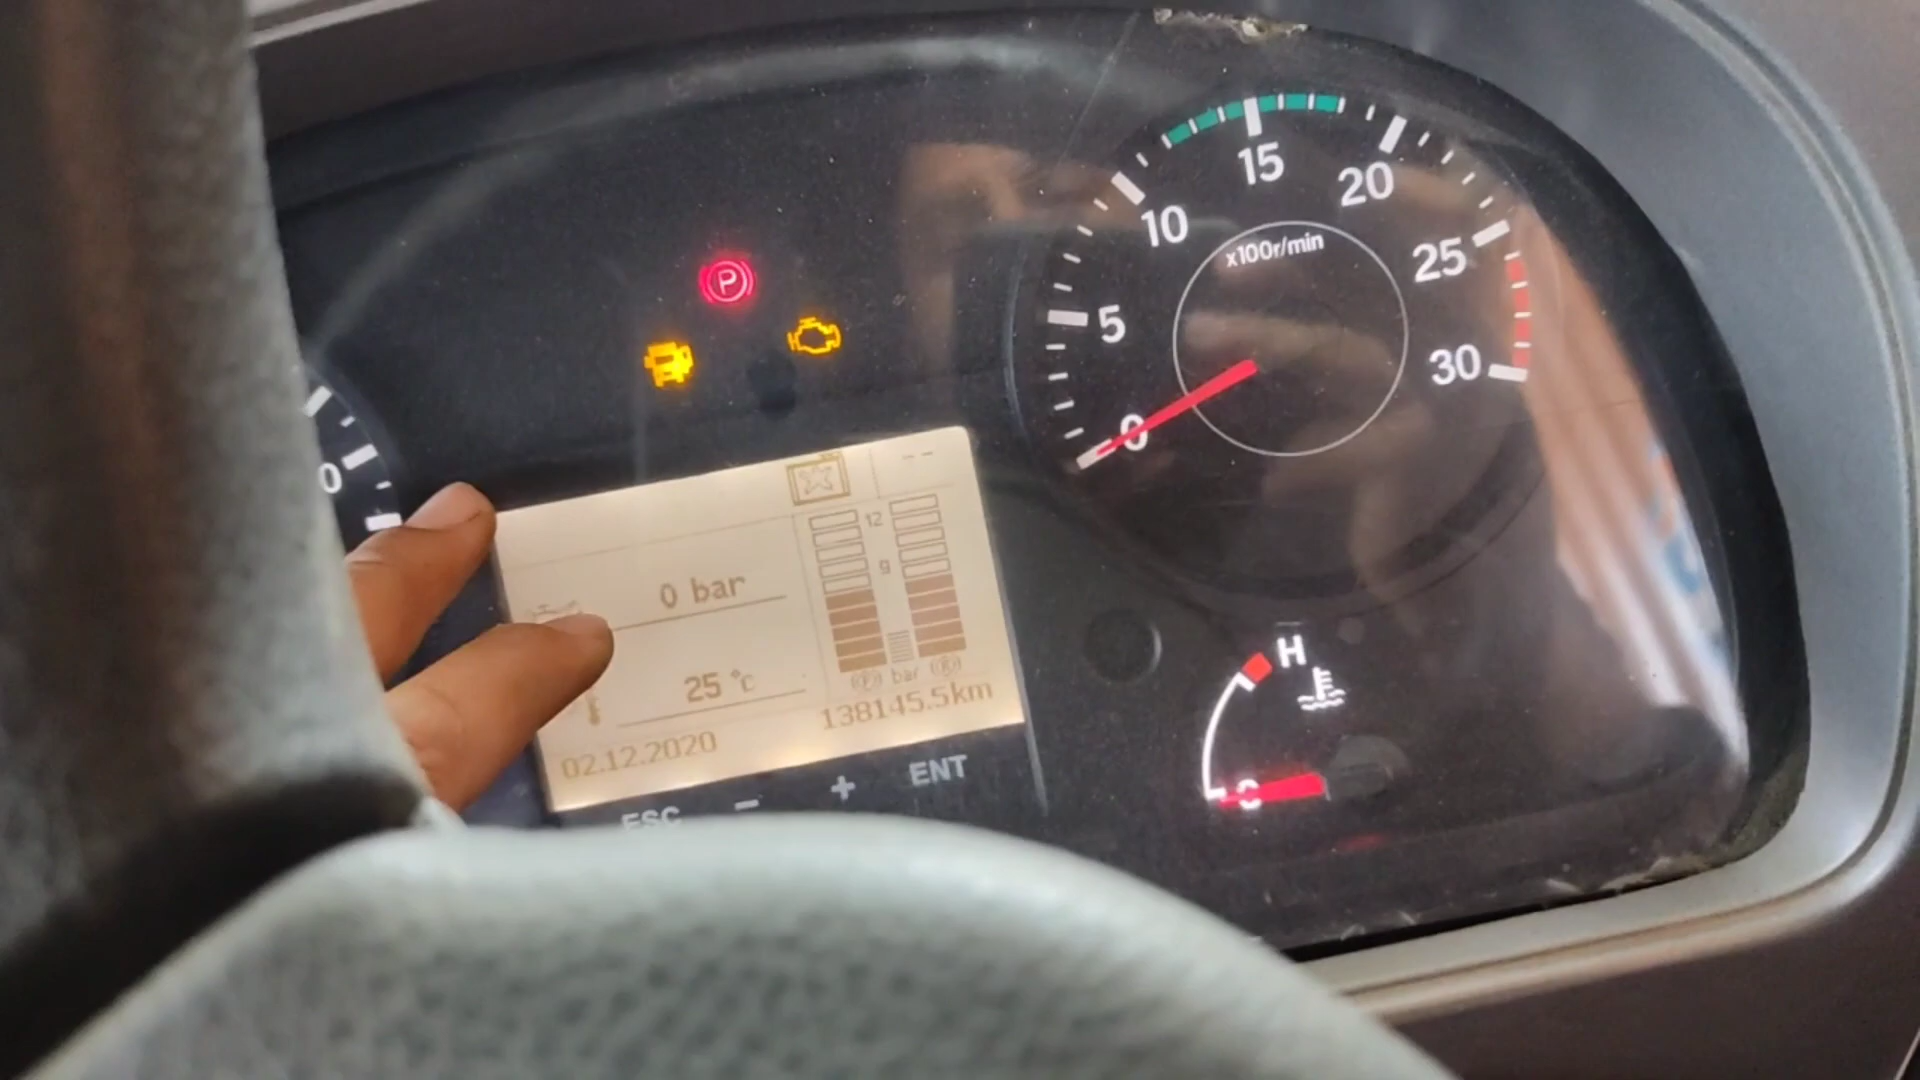 15
20
10
x100r/min
25
5
30
0
0
P
-- 
12
9
0 bar
25 °c
(F) bar (R)
138145.5km
02.12.2020
ESC - + ENT
H
C